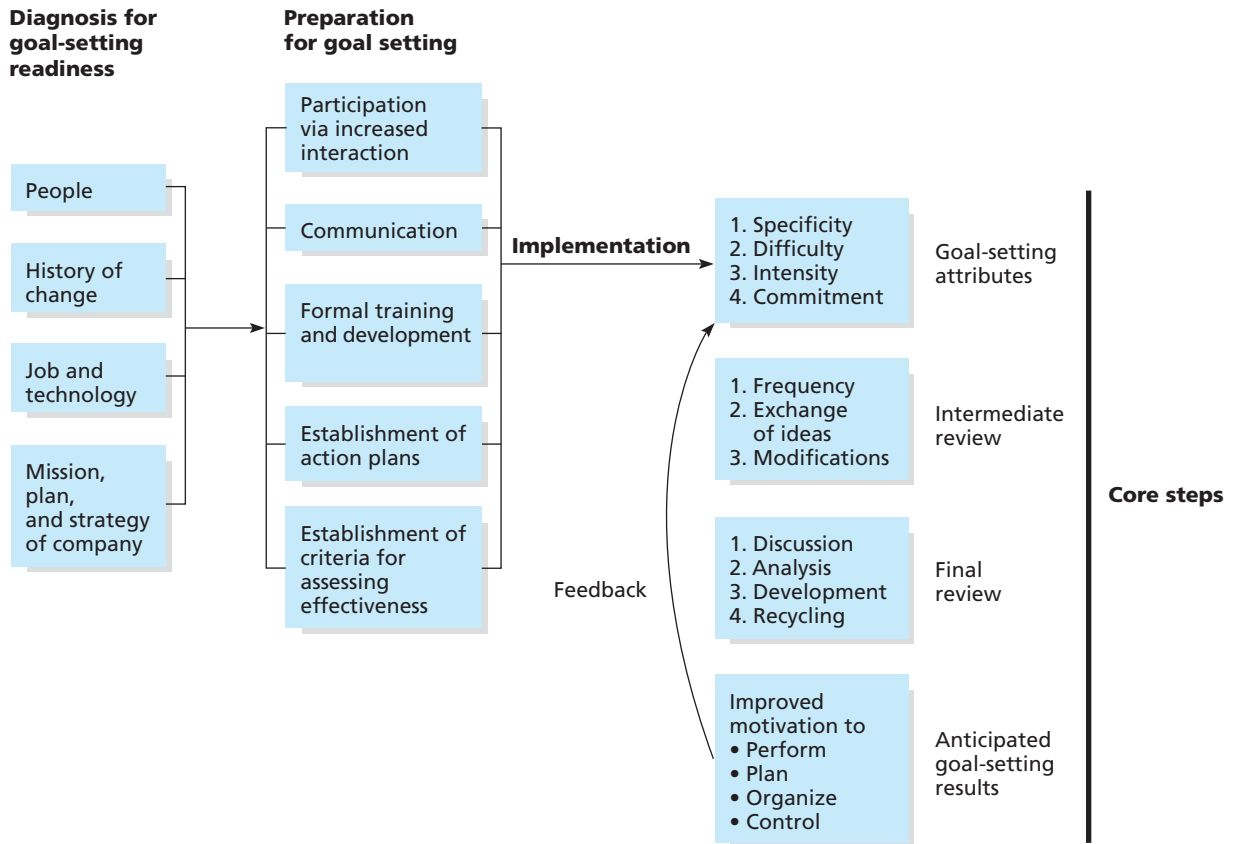 Diagnosis for
goal-setting
readiness
Preparation
for goal setting
People
History of
change
Job and
technology
Mission,
plan,
and strategy
of company
Participation
via increased
interaction
Communication
Formal training
and development
Establishment of
action plans
Establishment of
criteria for
assessing
effectiveness
Implementation
1. Specificity
2. Difficulty
3. Intensity
4. Commitment
Goal-setting
attributes
1. Frequency
2. Exchange
of ideas
3. Modifications
Intermediate
review
1. Discussion
2. Analysis
3. Development
4. Recycling
Final
review
Feedback
Improved
motivation to
• Perform
• Plan
• Organize
• Control
Anticipated
goal-setting
results
Core steps